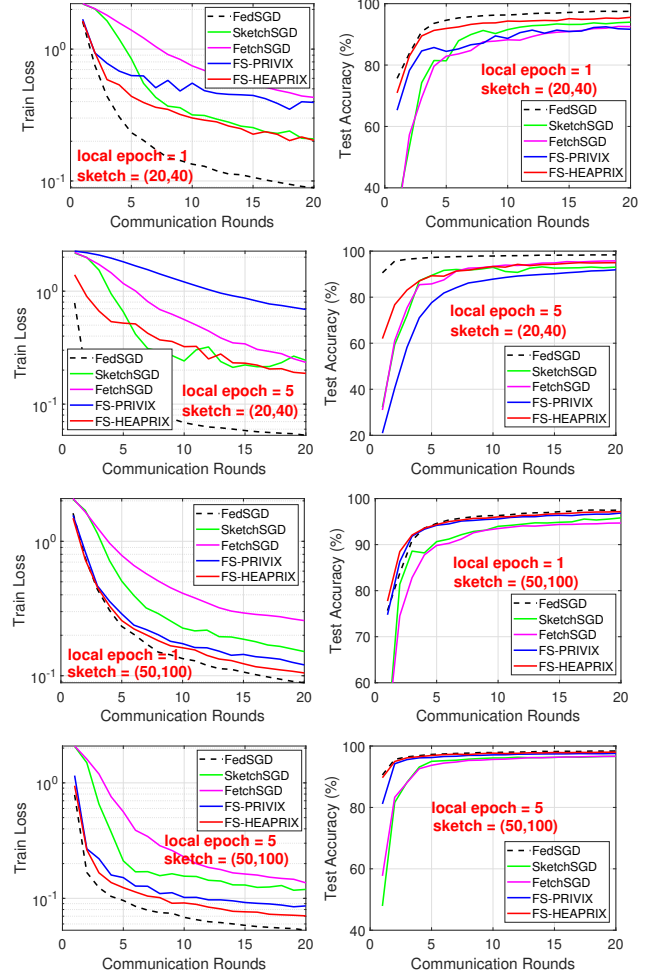 10^0
10^-1
Train Loss
0 5 10 15 20
Communication Rounds
FedSGD
SketchSGD
FetchSGD
FS-PRIVIX
FS-HEAPRIX
local epoch = 1
sketch = (20,40)
100
80
60
40
Test Accuracy (%)
0 5 10 15 20
Communication Rounds
local epoch = 1
sketch = (20,40)
FedSGD
SketchSGD
FetchSGD
FS-PRIVIX
FS-HEAPRIX
10^0
10^-1
Train Loss
0 5 10 15 20
Communication Rounds
FedSGD
SketchSGD
FetchSGD
FS-PRIVIX
FS-HEAPRIX
local epoch = 5
sketch = (20,40)
100
80
60
40
20
Test Accuracy (%)
0 5 10 15 20
Communication Rounds
local epoch = 5
sketch = (20,40)
FedSGD
SketchSGD
FetchSGD
FS-PRIVIX
FS-HEAPRIX
10^0
10^-1
Train Loss
0 5 10 15 20
Communication Rounds
FedSGD
SketchSGD
FetchSGD
FS-PRIVIX
FS-HEAPRIX
local epoch = 1
sketch = (50,100)
100
90
80
70
60
Test Accuracy (%)
0 5 10 15 20
Communication Rounds
local epoch = 1
sketch = (50,100)
FedSGD
SketchSGD
FetchSGD
FS-PRIVIX
FS-HEAPRIX
10^0
10^-1
Train Loss
0 5 10 15 20
Communication Rounds
FedSGD
SketchSGD
FetchSGD
FS-PRIVIX
FS-HEAPRIX
local epoch = 5
sketch = (50,100)
100
80
60
40
Test Accuracy (%)
0 5 10 15 20
Communication Rounds
local epoch = 5
sketch = (50,100)
FedSGD
SketchSGD
FetchSGD
FS-PRIVIX
FS-HEAPRIX